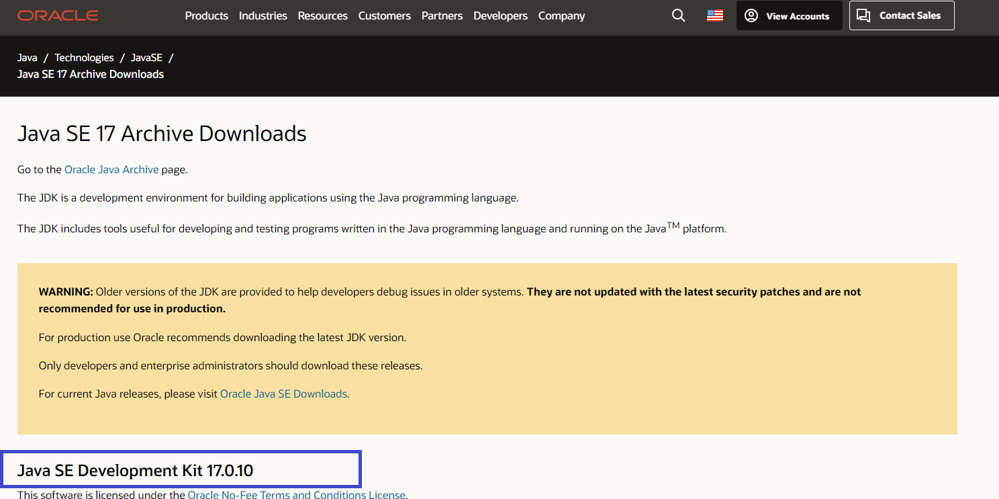 ORACLE
Products Industries Resources Customers Partners Developers Company
View Accounts
Contact Sales
Java / Technologies / JavaSE /
Java SE 17 Archive Downloads
Java SE 17 Archive Downloads
Go to the Oracle Java Archive page.
The JDK is a development environment for building applications using the Java programming language.
The JDK includes tools useful for developing and testing programs written in the Java programming language and running on the Java™ platform.
WARNING: Older versions of the JDK are provided to help developers debug issues in older systems. They are not updated with the latest security patches and are not
recommended for use in production.
For production use Oracle recommends downloading the latest JDK version.
Only developers and enterprise administrators should download these releases.
For current Java releases, please visit Oracle Java SE Downloads.
Java SE Development Kit 17.0.10
This software is licensed under the Oracle No-Fee Terms and Conditions License.